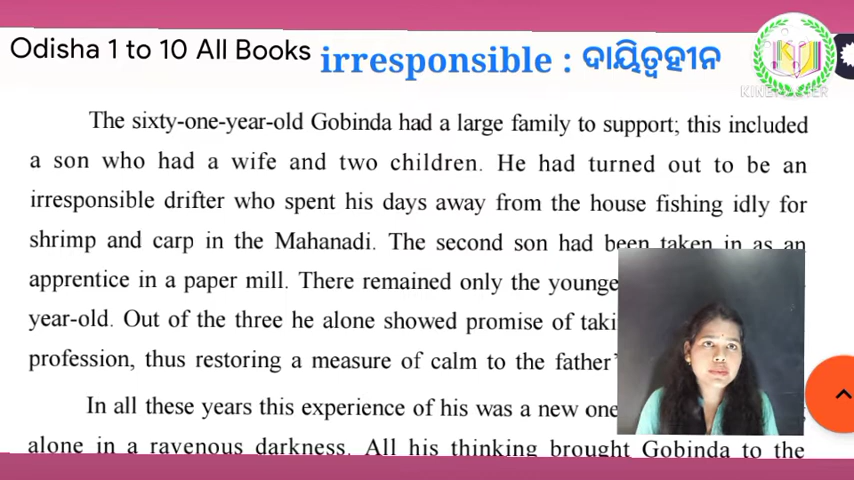 Odisha 1 to 10 All Books
irresponsible : ଦାୟିତ୍ୱହୀନ
KINEMASTER
The sixty-one-year-old Gobinda had a large family to support; this included
a son who had a wife and two children. He had turned out to be an
irresponsible drifter who spent his days away from the house fishing idly for
shrimp and carp in the Mahanadi. The second son had been taken in as an
apprentice in a paper mill. There remained only the
year-old. Out of the three he alone showed promise of
profession, thus restoring a measure of calm to the
In all these years this experience of his was a new one
alone in a ravenous darkness. All his thinking brought Gobinda to the